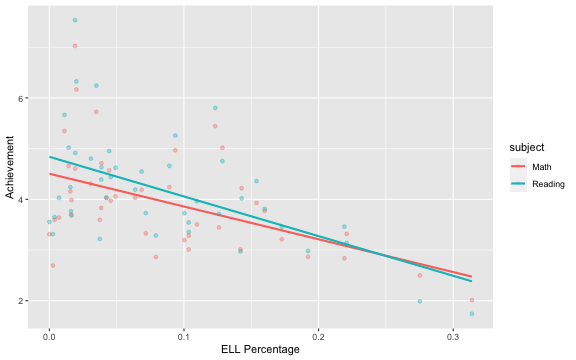 Achievement
6
4
2
0.0
0.1
0.2
0.3
ELL Percentage
subject
Math
Reading